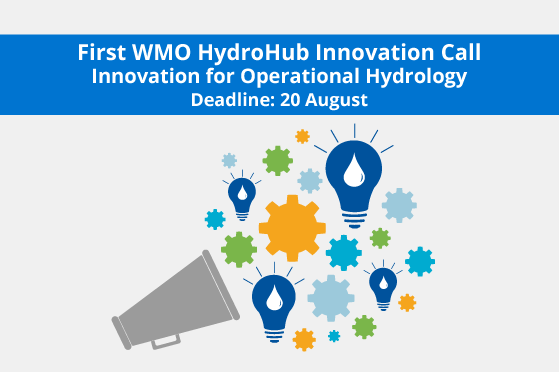 First WMO HydroHub Innovation Call
Innovation for Operational Hydrology
Deadline: 20 August